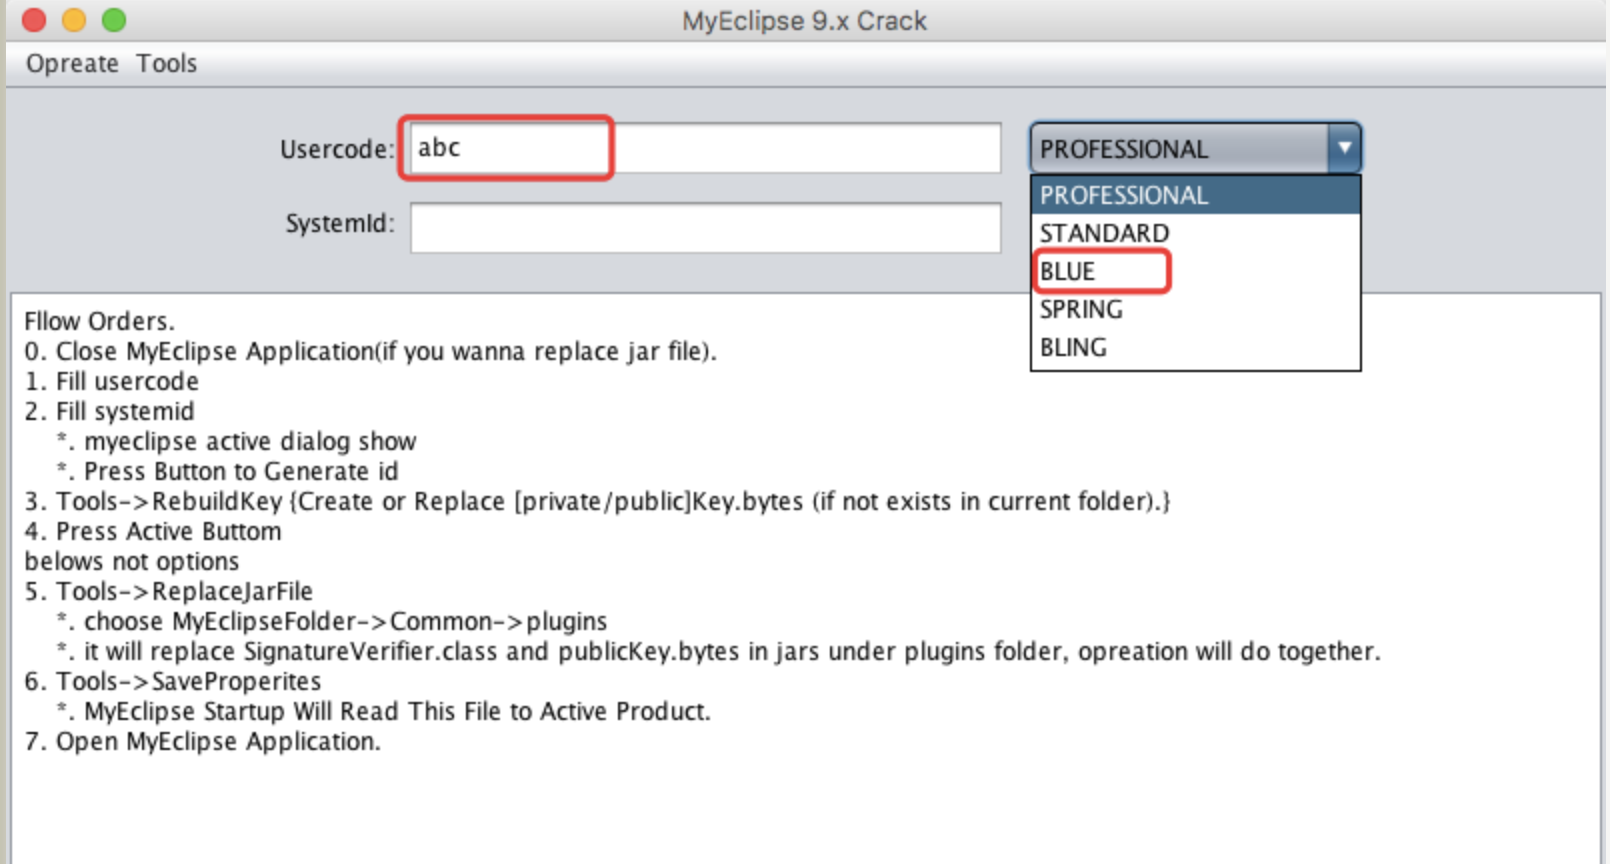 MyEclipse 9.x Crack
Opreate Tools
Usercode: abc PROFESSIONAL
PROFESSIONAL
SystemId: STANDARD
BLUE
SPRING
BLING
Fllow Orders.
0. Close MyEclipse Application(if you wanna replace jar file).
1. Fill usercode
2. Fill systemid
*. myeclipse active dialog show
*. Press Button to Generate id
3. Tools->RebuildKey {Create or Replace [private/public]Key.bytes (if not exists in current folder).}
4. Press Active Buttom
belows not options
5. Tools->ReplaceJarFile
*. choose MyEclipseFolder->Common->plugins
*. it will replace SignatureVerifier.class and publicKey.bytes in jars under plugins folder, opreation will do together.
6. Tools->SaveProperites
*. MyEclipse Startup Will Read This File to Active Product.
7. Open MyEclipse Application.